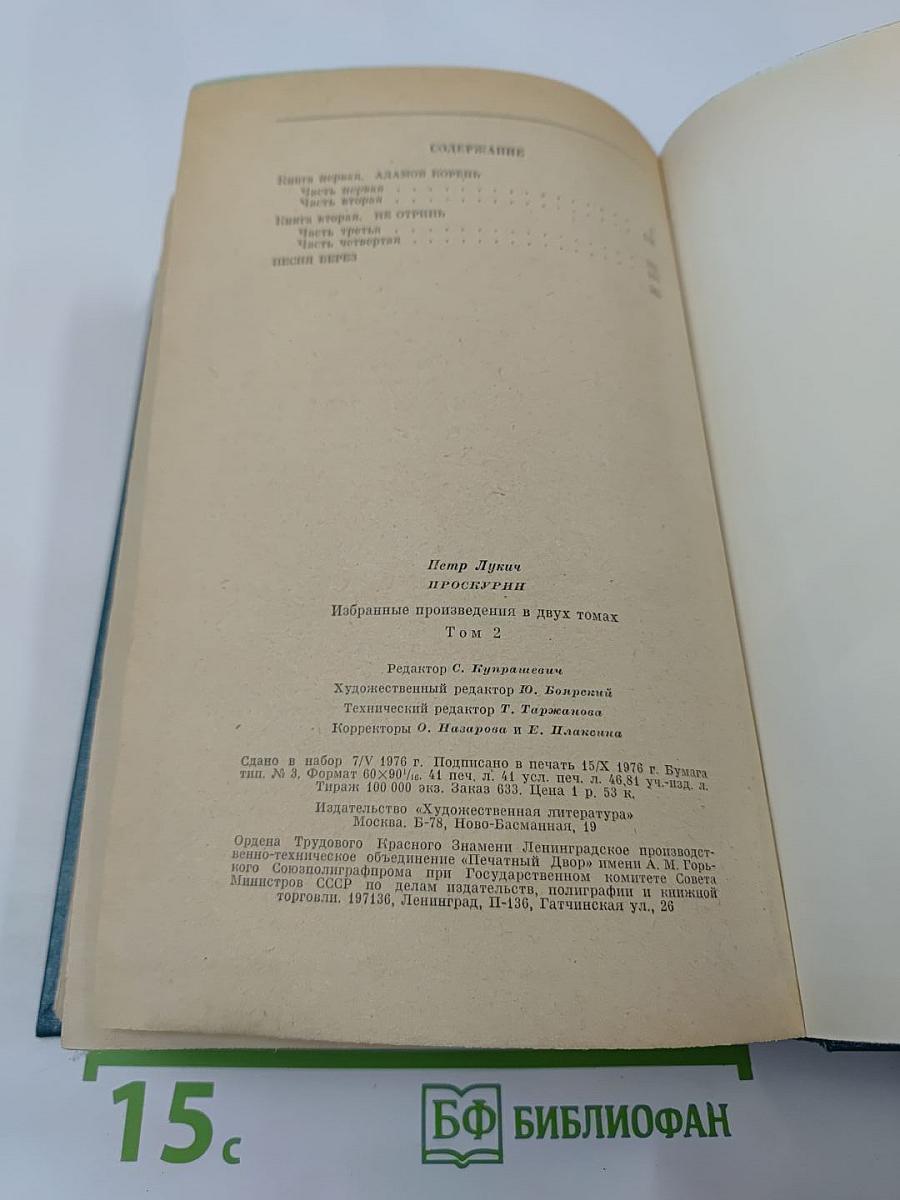 СОДЕРЖАНИЕ
Книга первая. АДАМОВ КОРЕНЬ
Часть первая . . . . . . . . . . . . .
Часть вторая . . . . . . . . . . . . .
Книга вторая. НЕ ОТРИНЬ
Часть третья . . . . . . . . . . . . .
Часть четвертая . . . . . . . . . . . .
ПЕСНЯ БЕРЕЗ
Петр Лукич
ПРОСКУРИН
Избранные произведения в двух томах
Том 2
Редактор С. Купрашевич
Художественный редактор Ю. Боярский
Технический редактор Т. Таржанова
Корректоры О. Назарова и Е. Плаксина
Сдано в набор 7/V 1976 г. Подписано в печать 15/X 1976 г. Бумага
тип. № 3. Формат 60×90 1/16. 41 печ. л. 41 усл. печ. л. 46,81 уч.-изд. л.
Тираж 100 000 экз. Заказ 633. Цена 1 р. 53 к.
Издательство «Художественная литература»
Москва. Б-78, Ново-Басманная, 19
Ордена Трудового Красного Знамени Ленинградское производст-
венно-техническое объединение «Печатный Двор» имени А. М. Горь-
кого Союзполиграфпрома при Государственном комитете Совета
Министров СССР по делам издательств, полиграфии и книжной
торговли. 197136, Ленинград, П-136, Гатчинская ул., 26
15 с
БФ БИБЛИОФАН